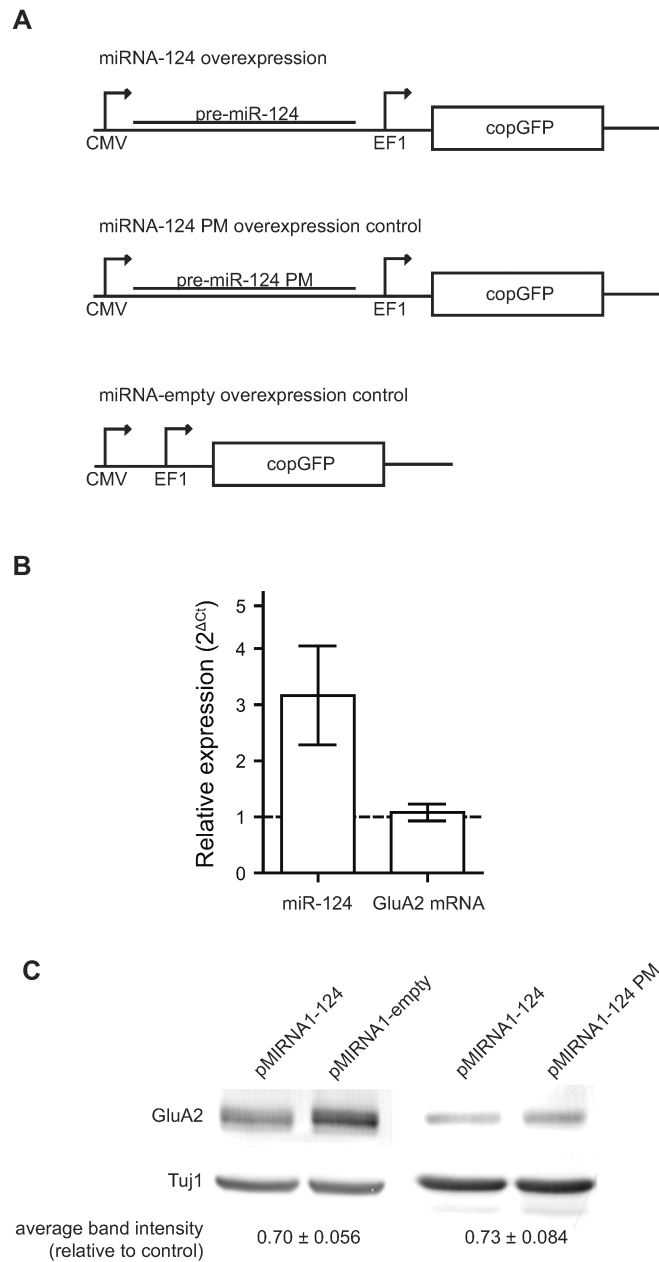 A
miRNA-124 overexpression
pre-miR-124
CMV
EF1
copGFP
miRNA-124 PM overexpression control
pre-miR-124 PM
CMV
EF1
copGFP
miRNA-empty overexpression control
CMV
EF1
copGFP
B
Relative expression (2^ΔCt)
5
4
3
2
1
0
miR-124
GluA2 mRNA
C
pMIRNA1-124
pMIRNA1-empty
pMIRNA1-124
pMIRNA1-124 PM
GluA2
Tuj1
average band intensity
(relative to control)
0.70 ± 0.056
0.73 ± 0.084